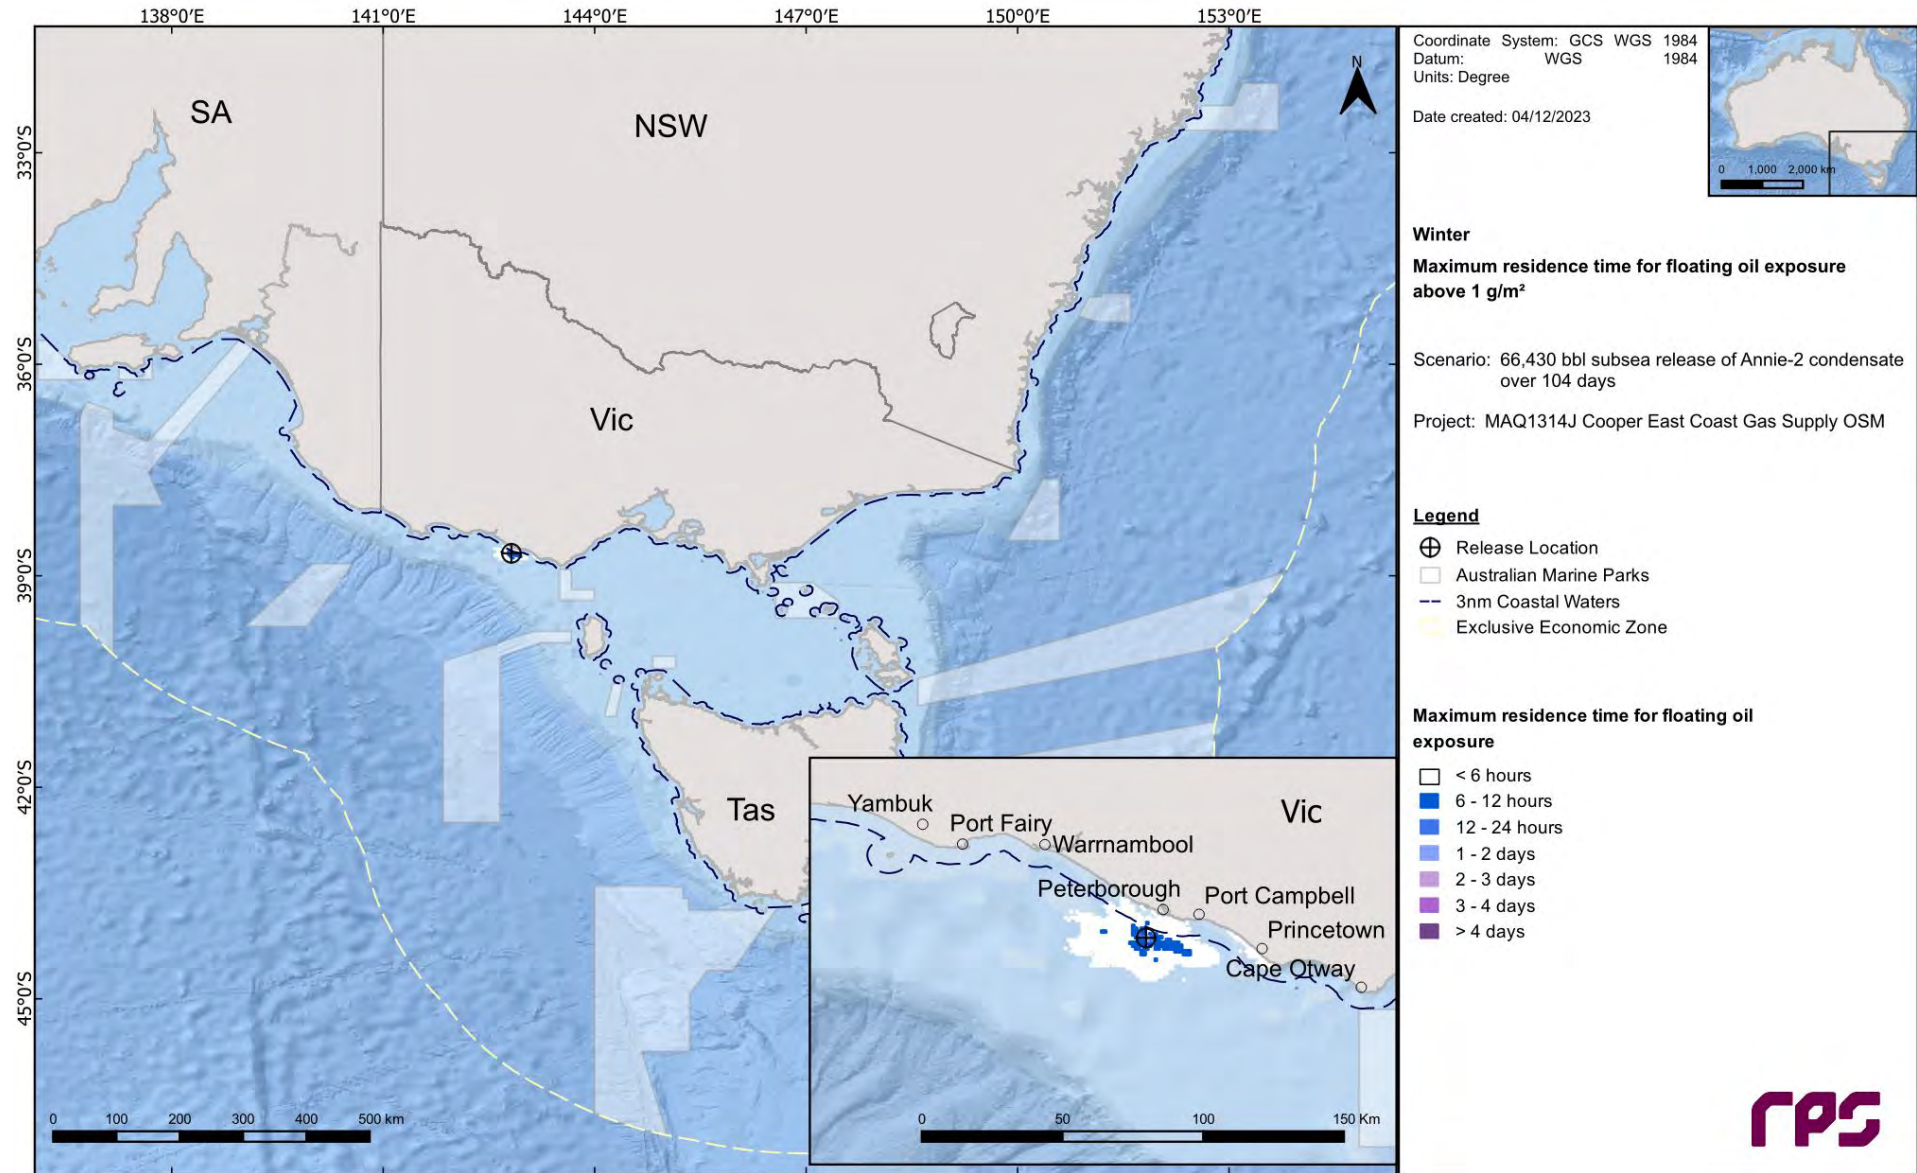 138°0'E 141°0'E 144°0'E 147°0'E 150°0'E 153°0'E
33°0'S
36°0'S
39°0'S
42°0'S
45°0'S
SA
NSW
Vic
Tas
N
0 100 200 300 400 500 km
Yambuk
Port Fairy
Warrnambool
Vic
Peterborough
Port Campbell
Princetown
Cape Otway
0 50 100 150 Km
Coordinate System: GCS WGS 1984
Datum: WGS 1984
Units: Degree
Date created: 04/12/2023
0 1,000 2,000 km
Winter
Maximum residence time for floating oil exposure
above 1 g/m²
Scenario: 66,430 bbl subsea release of Annie-2 condensate
over 104 days
Project: MAQ1314J Cooper East Coast Gas Supply OSM
Legend
Release Location
Australian Marine Parks
3nm Coastal Waters
Exclusive Economic Zone
Maximum residence time for floating oil
exposure
< 6 hours
6 - 12 hours
12 - 24 hours
1 - 2 days
2 - 3 days
3 - 4 days
> 4 days
rps